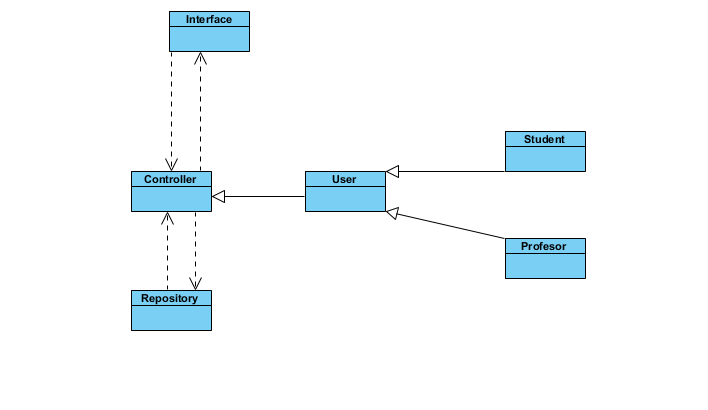 Interface
Student
Controller
User
Profesor
Repository